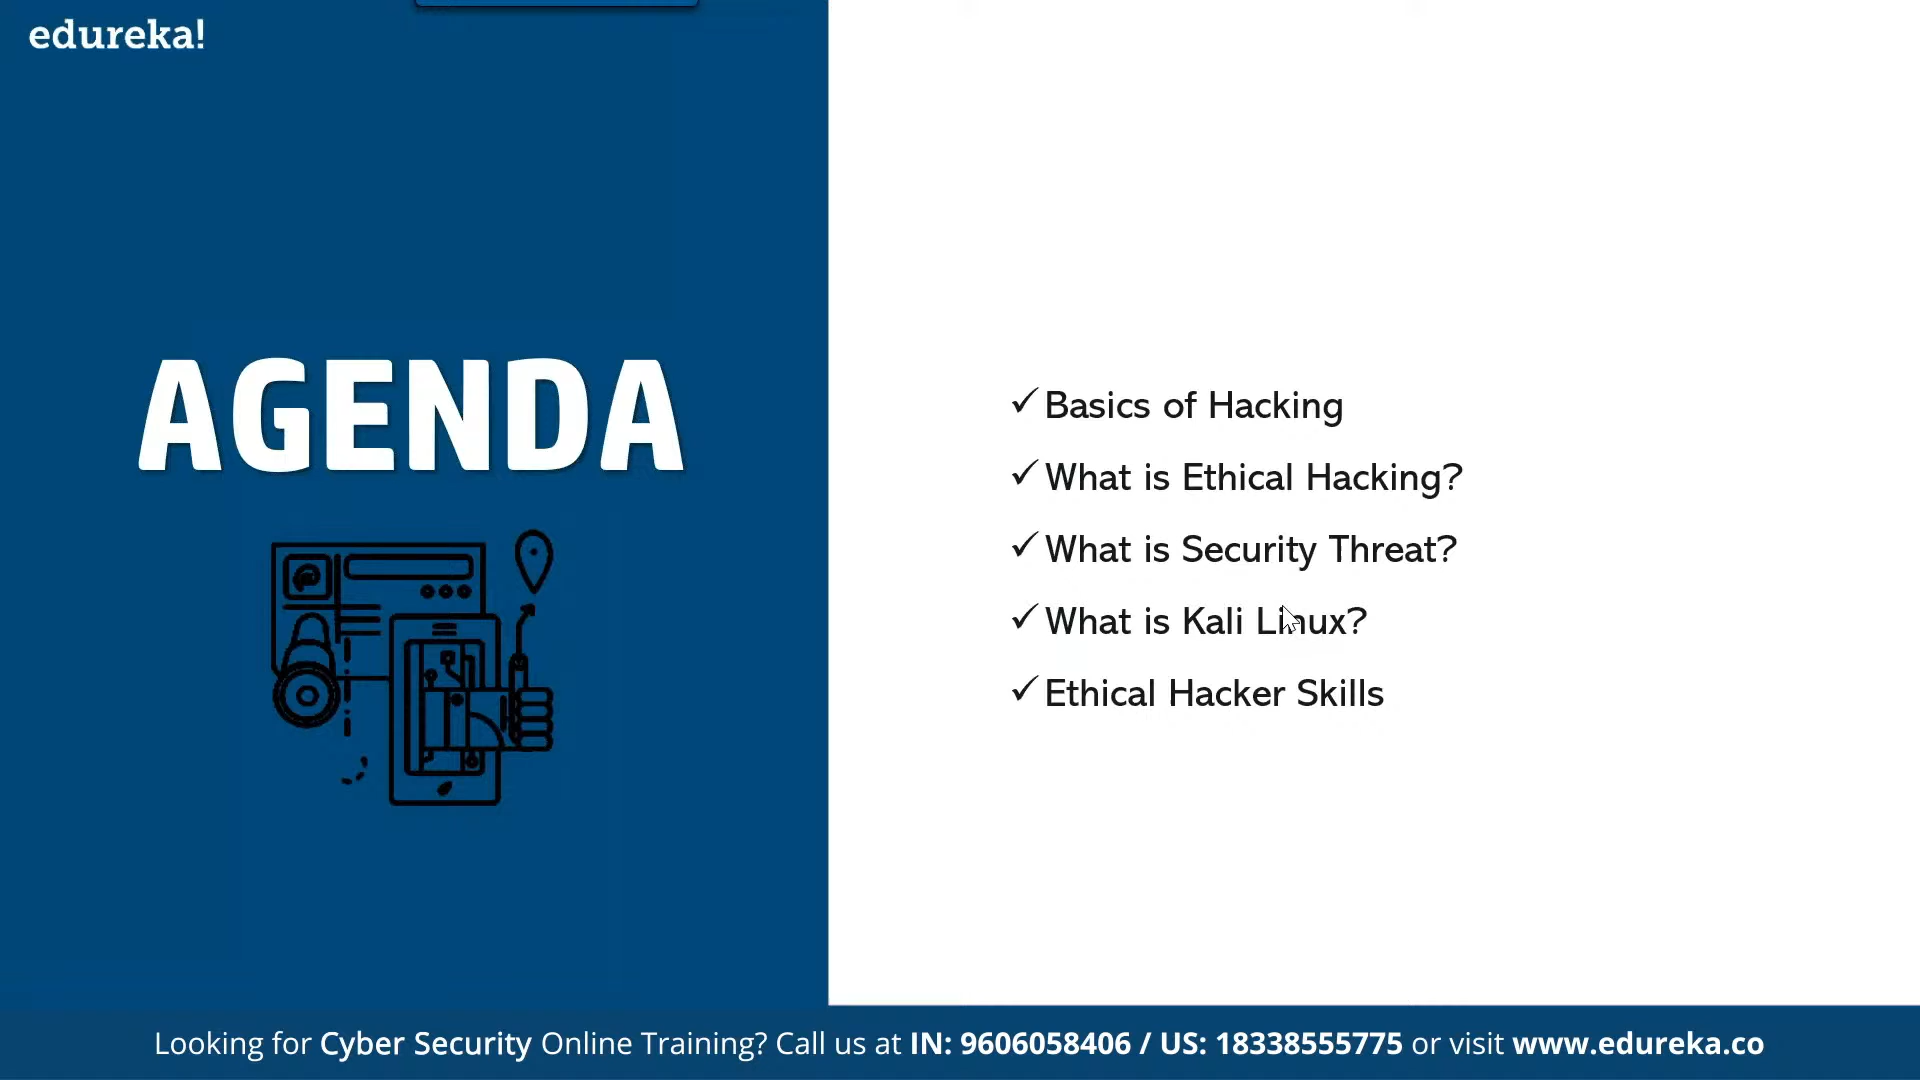 edureka!
AGENDA
✓ Basics of Hacking
✓ What is Ethical Hacking?
✓ What is Security Threat?
✓ What is Kali Linux?
✓ Ethical Hacker Skills
Looking for Cyber Security Online Training? Call us at IN: 9606058406 / US: 18338555775 or visit www.edureka.co